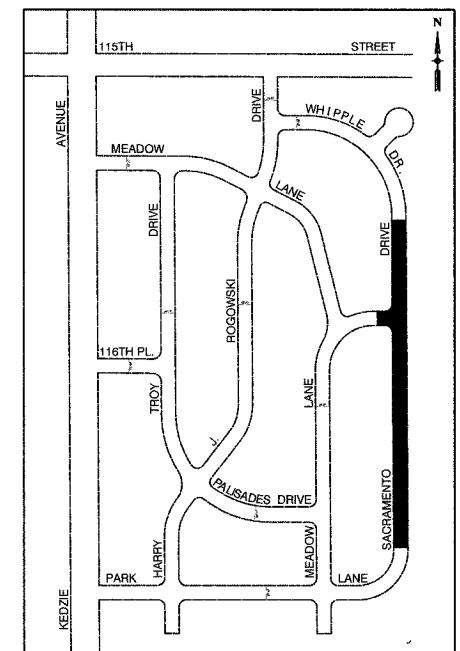 N
115TH STREET
AVENUE
DRIVE
WHIPPLE DR.
MEADOW LANE
DRIVE
DRIVE
ROGOWSKI
116TH PL.
LANE
TROY
J.
PALISADES DRIVE
SACRAMENTO
MEADOW
HARRY
PARK LANE
KEDZIE